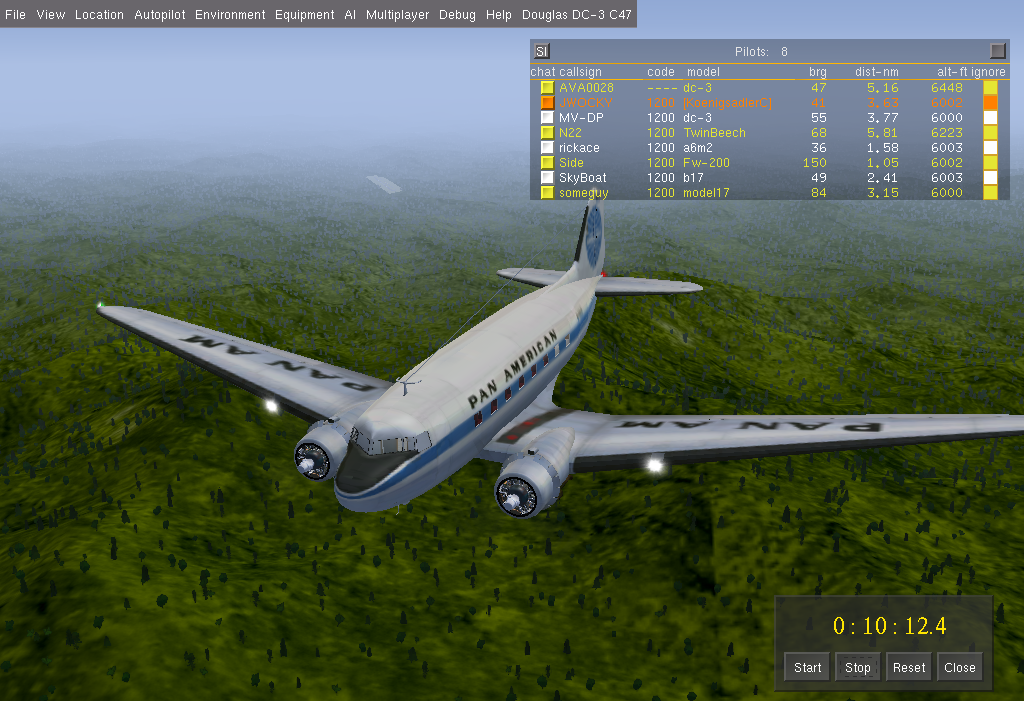 File View Location Autopilot Environment Equipment AI Multiplayer Debug Help Douglas DC-3 C47
SI Pilots: 8
chat callsign code model brg dist-nm alt-ft ignore
AVA0028 ---- dc-3 47 5.16 6448
JWOCKY 1200 [KoenigsadlerC] 41 3.63 6002
MV-DP 1200 dc-3 55 3.77 6000
N22 1200 TwinBeech 68 5.81 6223
rickace 1200 a6m2 36 1.58 6003
Side 1200 Fw-200 150 1.05 6002
SkyBoat 1200 b17 49 2.41 6003
someguy 1200 model17 84 3.15 6000
PAN AM
PAN AMERICAN
PAN AM
0:10:12.4
Start Stop Reset Close